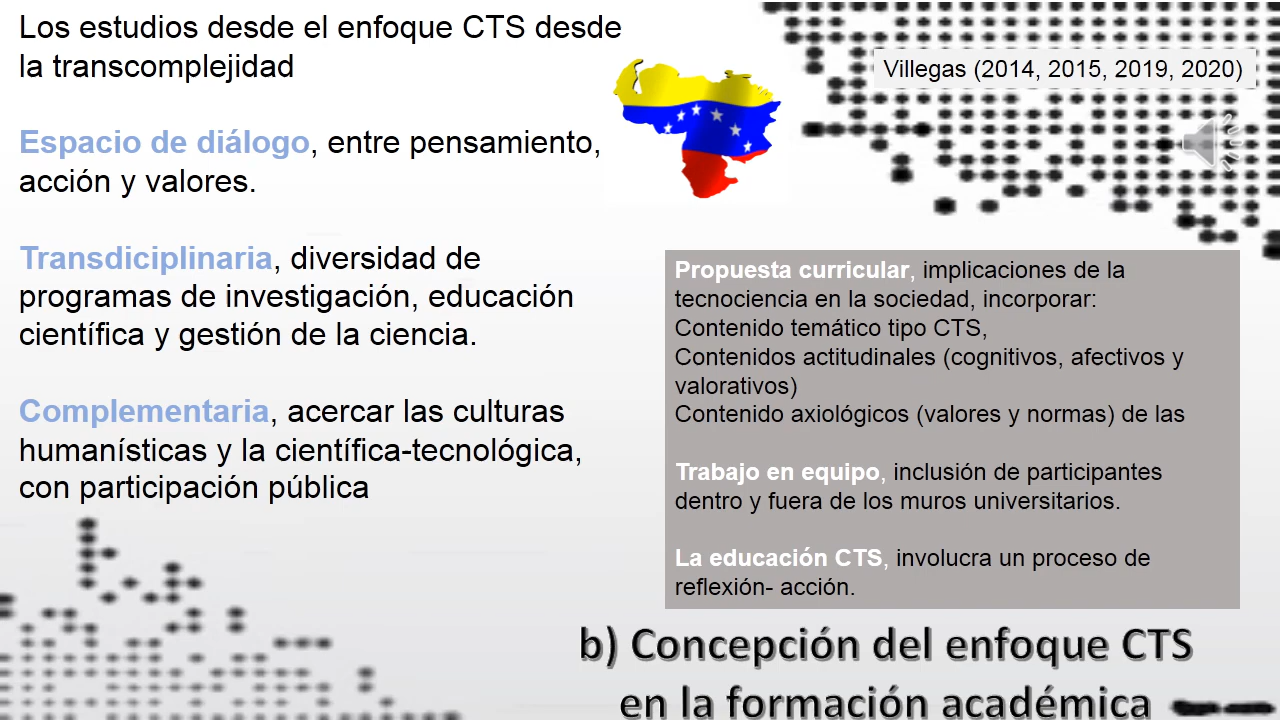 Los estudios desde el enfoque CTS desde
la transcomplejidad
Espacio de diálogo, entre pensamiento,
acción y valores.
Transdiciplinaria, diversidad de
programas de investigación, educación
científica y gestión de la ciencia.
Complementaria, acercar las culturas
humanísticas y la científica-tecnológica,
con participación pública
Villegas (2014, 2015, 2019, 2020)
Propuesta curricular, implicaciones de la
tecnociencia en la sociedad, incorporar:
Contenido temático tipo CTS,
Contenidos actitudinales (cognitivos, afectivos y
valorativos)
Contenido axiológicos (valores y normas) de las
Trabajo en equipo, inclusión de participantes
dentro y fuera de los muros universitarios.
La educación CTS, involucra un proceso de
reflexión- acción.
b) Concepción del enfoque CTS
en la formación académica